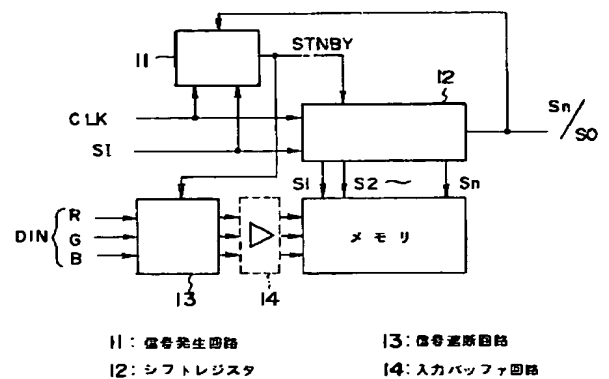 STNBY
11
12
CLK
SI
Sn/SO
S1 S2 ~ Sn
DIN { R G B
メモリ
13
14
11: 信号発生回路
13: 信号遮断回路
12: シフトレジスタ
14: 入力バッファ回路